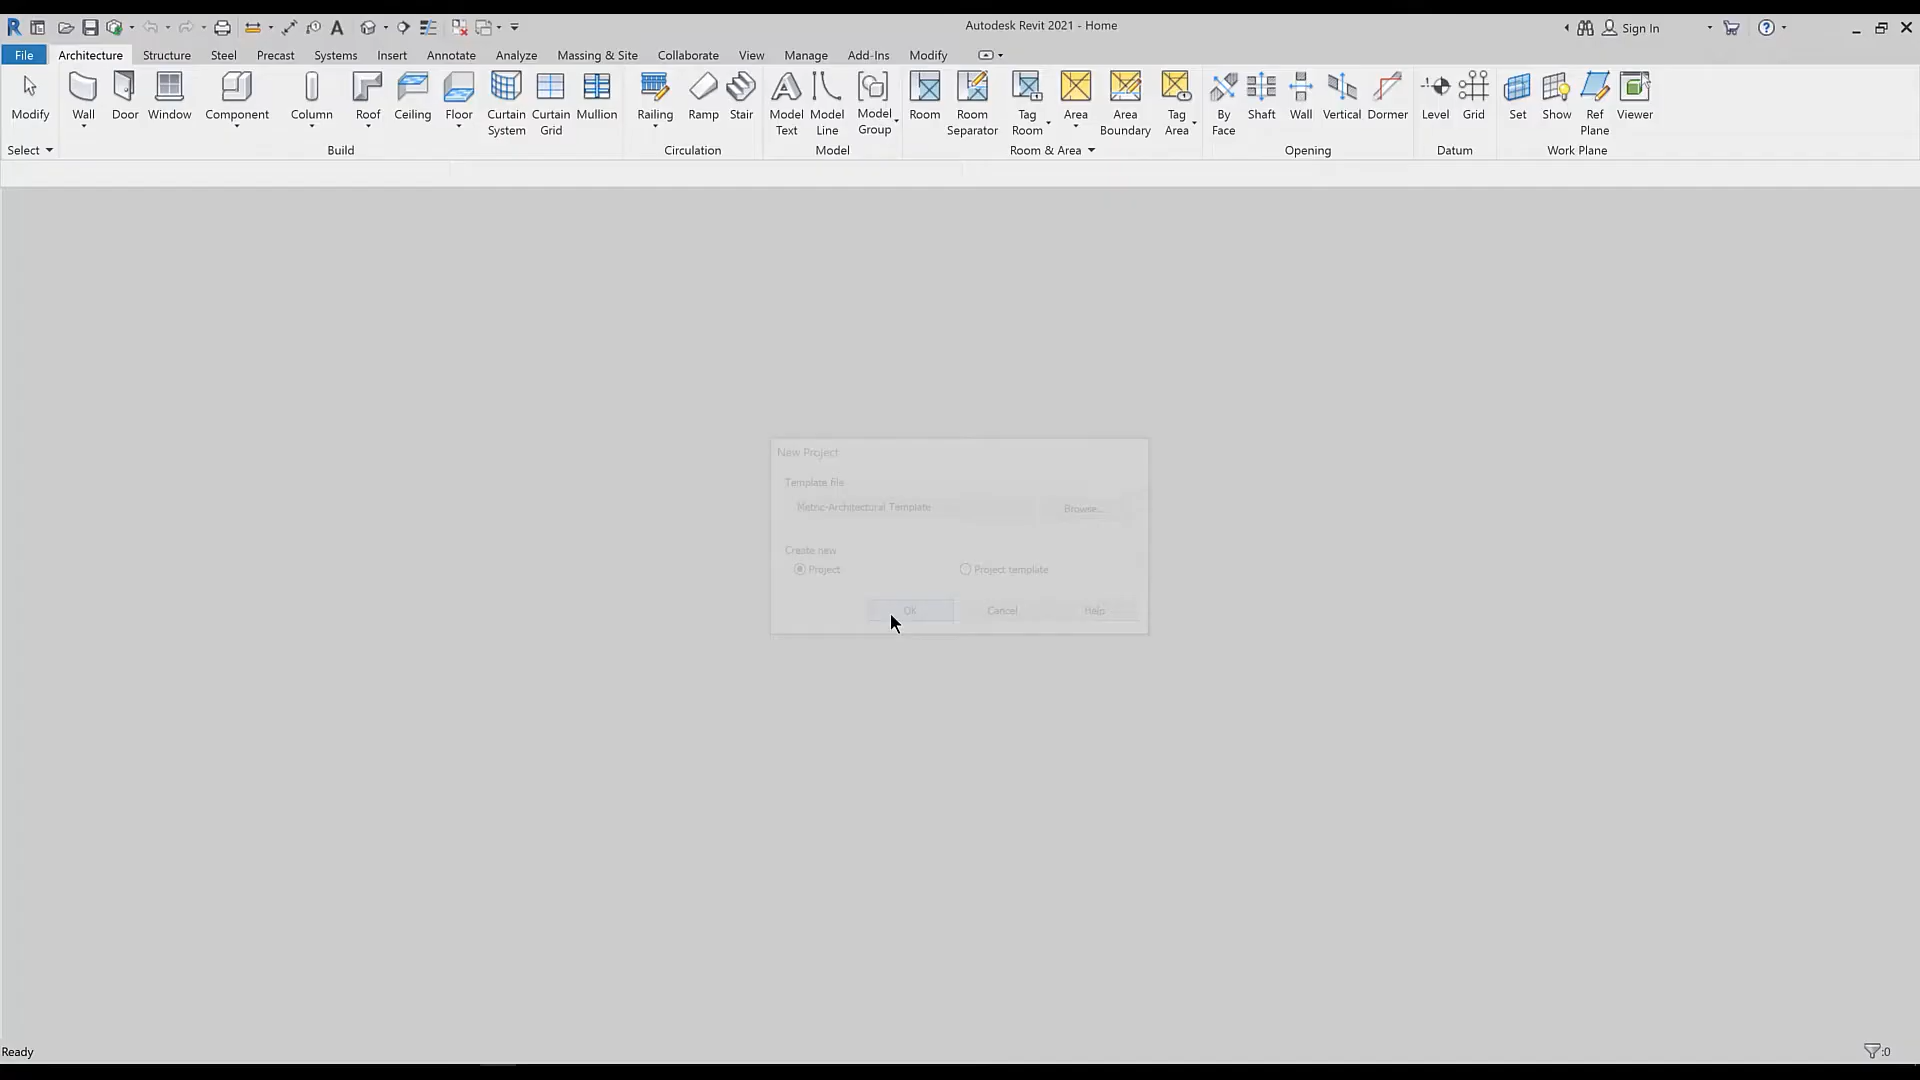 Autodesk Revit 2021 - Home
Sign In
File Architecture Structure Steel Precast Systems Insert Annotate Analyze Massing & Site Collaborate View Manage Add-Ins Modify
Modify Wall Door Window Component Column Roof Ceiling Floor Curtain System Curtain Grid Mullion Railing Ramp Stair Model Text Model Line Model Group Room Room Separator Tag Room Area Area Boundary Tag Area By Face Shaft Wall Vertical Dormer Level Grid Set Show Ref Plane Viewer
Select Build Circulation Model Room & Area Opening Datum Work Plane
New Project
Template file
Metric-Architectural Template Browse...
Create new
Project Project template
OK Cancel Help
Ready :0